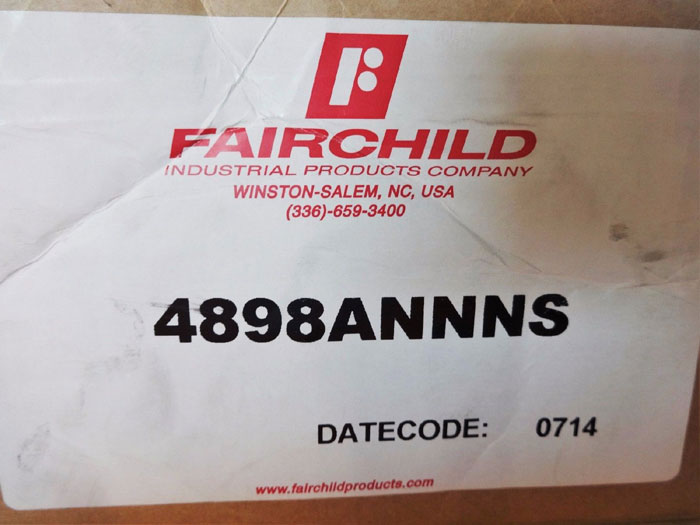 FAIRCHILD
INDUSTRIAL PRODUCTS COMPANY
WINSTON-SALEM, NC, USA
(336)-659-3400
4898ANNNS
DATECODE: 0714
www.fairchildproducts.com